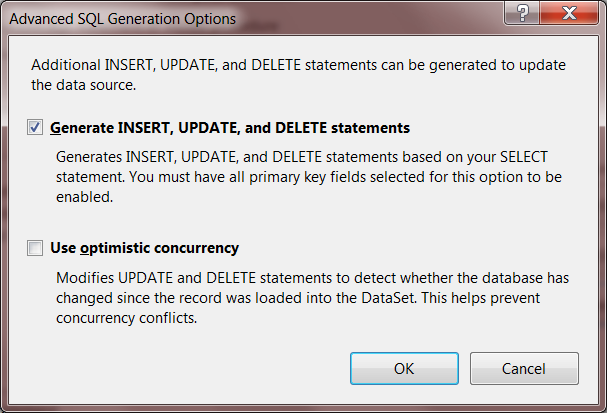 Advanced SQL Generation Options
Additional INSERT, UPDATE, and DELETE statements can be generated to update
the data source.
Generate INSERT, UPDATE, and DELETE statements
Generates INSERT, UPDATE, and DELETE statements based on your SELECT
statement. You must have all primary key fields selected for this option to be
enabled.
Use optimistic concurrency
Modifies UPDATE and DELETE statements to detect whether the database has
changed since the record was loaded into the DataSet. This helps prevent
concurrency conflicts.
OK
Cancel